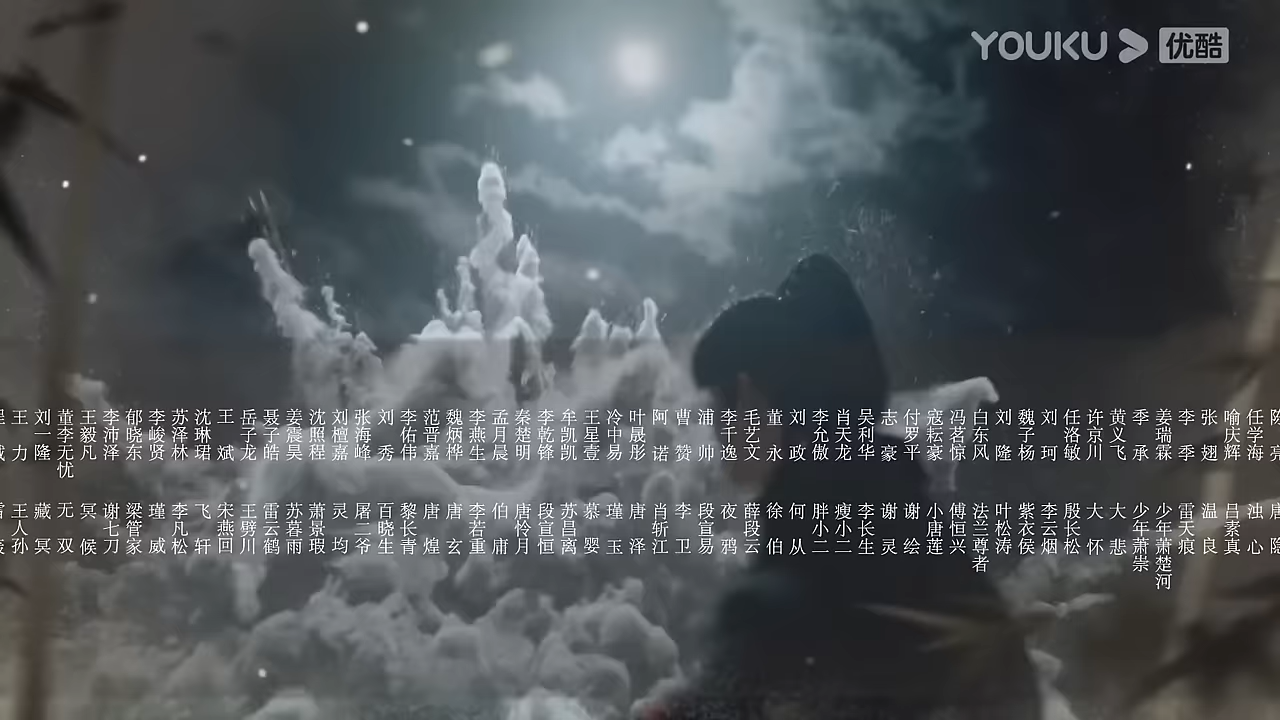 YOUKU 优酷
任学海
喻庆辉
张翅
李季
姜瑞霖
季承
黄义飞
许京川
任洛敏
刘珂
魏子杨
刘隆
白东风
冯茗惊
寇耘豪
付罗平
志豪
吴利华
肖天龙
李允傲
刘政
董永
毛艺文
李千逸
浦帅
曹赞
阿诺
叶晟彤
冷中易
王星壹
牟凯凯
李乾锋
秦楚明
孟月晨
李燕生
魏炳桦
范晋嘉
李佑伟
刘秀
张海峰
刘檀嘉
沈照程
姜震昊
聂子皓
岳子龙
王斌
沈琳珺
苏泽林
李峻贤
郁晓东
李沛泽
王毅凡
董李无忧
刘一隆
王力
唐隐
浊心
吕素真
温良
雷天痕
少年萧楚河
少年萧崇
大悲
大怀
殷长松
李云烟
紫衣侯
叶松涛
法兰尊者
傅恒兴
小唐莲
谢绘
谢灵
李长生
瘦小二
胖小二
何从
徐伯
薛段云
夜鸦
段宣易
李卫
肖斩江
唐泽
瑾玉
慕婴
苏昌离
段宣恒
唐怜月
伯庸
李若重
唐玄
唐煌
黎长青
百晓生
屠二爷
灵均
萧景瑕
苏暮雨
雷云鹤
王劈川
宋燕回
飞轩
李凡松
瑾威
梁管家
谢七刀
冥候
无双
藏冥
王人孙